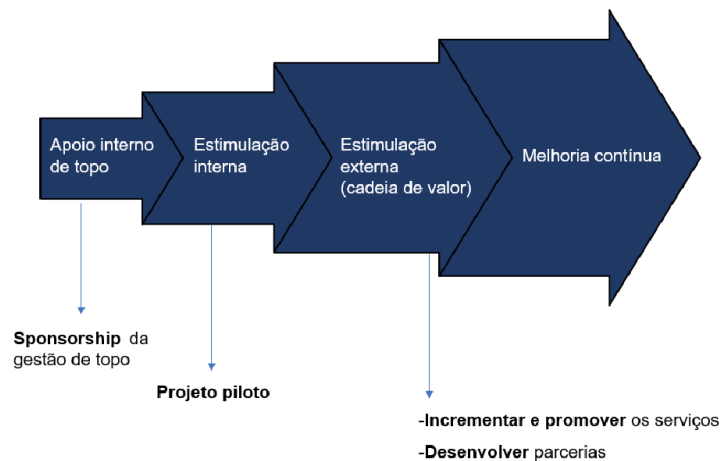 Apoio interno
de topo
Estimulação
interna
Estimulação
externa
(cadeia de valor)
Melhoria contínua
Sponsorship da
gestão de topo
Projeto piloto
-Incrementar e promover os serviços
-Desenvolver parcerias